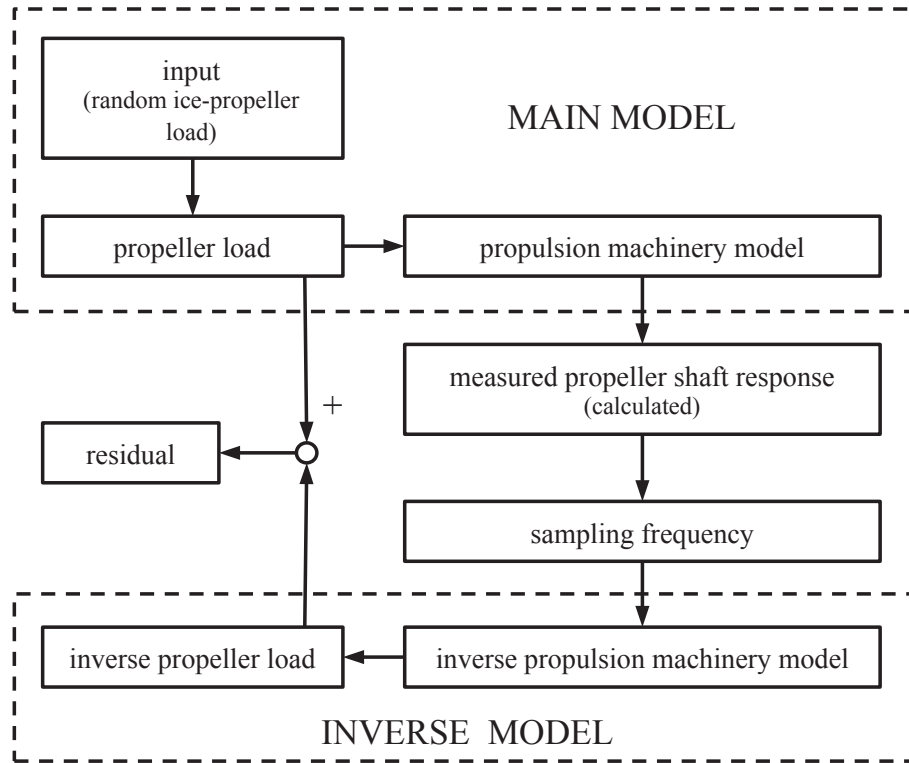 input
(random ice-propeller
load)
MAIN MODEL
propeller load
propulsion machinery model
measured propeller shaft response
(calculated)
+
residual
sampling frequency
inverse propeller load
inverse propulsion machinery model
INVERSE MODEL